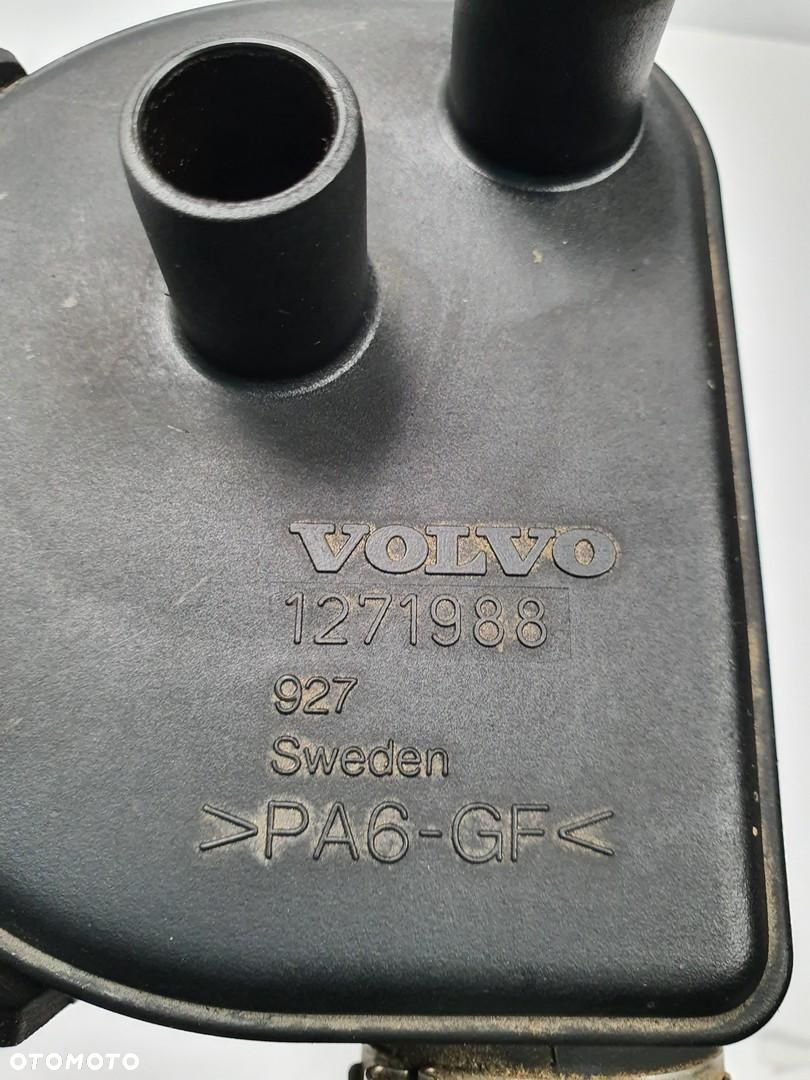 VOLVO
1271988
927
Sweden
>PA6-GF<
OTOMOTO